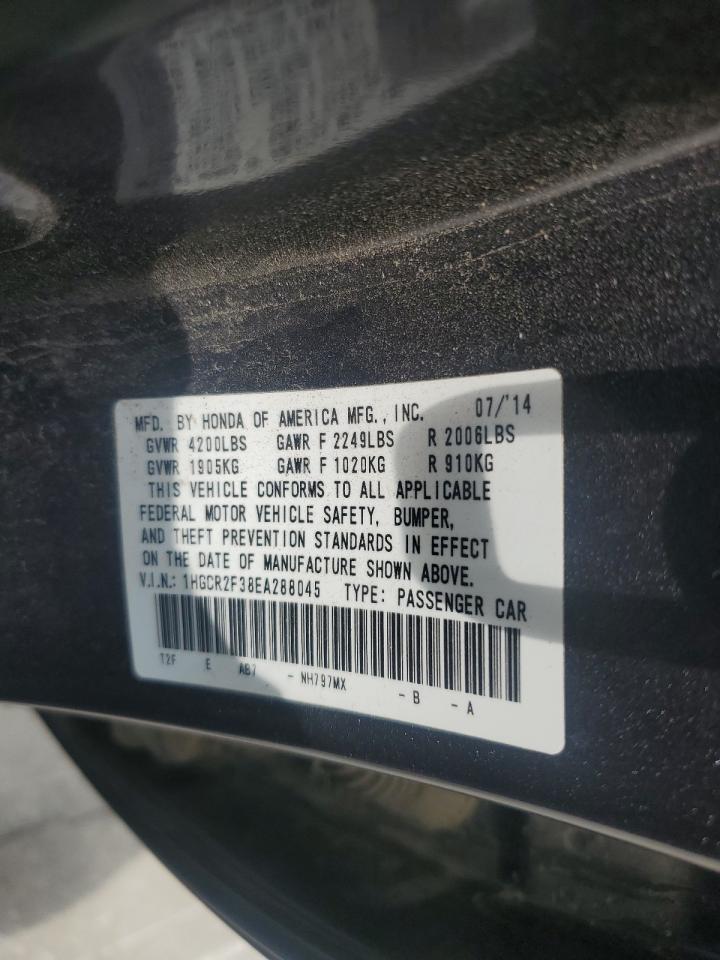 MFD. BY HONDA OF AMERICA MFG., INC. 07/'14
GVWR 4200LBS GAWR F 2249LBS R 2006LBS
GVWR 1905KG GAWR F 1020KG R 910KG
THIS VEHICLE CONFORMS TO ALL APPLICABLE
FEDERAL MOTOR VEHICLE SAFETY, BUMPER,
AND THEFT PREVENTION STANDARDS IN EFFECT
ON THE DATE OF MANUFACTURE SHOWN ABOVE.
V.I.N.: 1HGCR2F38EA288045 TYPE: PASSENGER CAR
T2F E AB7 - NH797MX - B - A